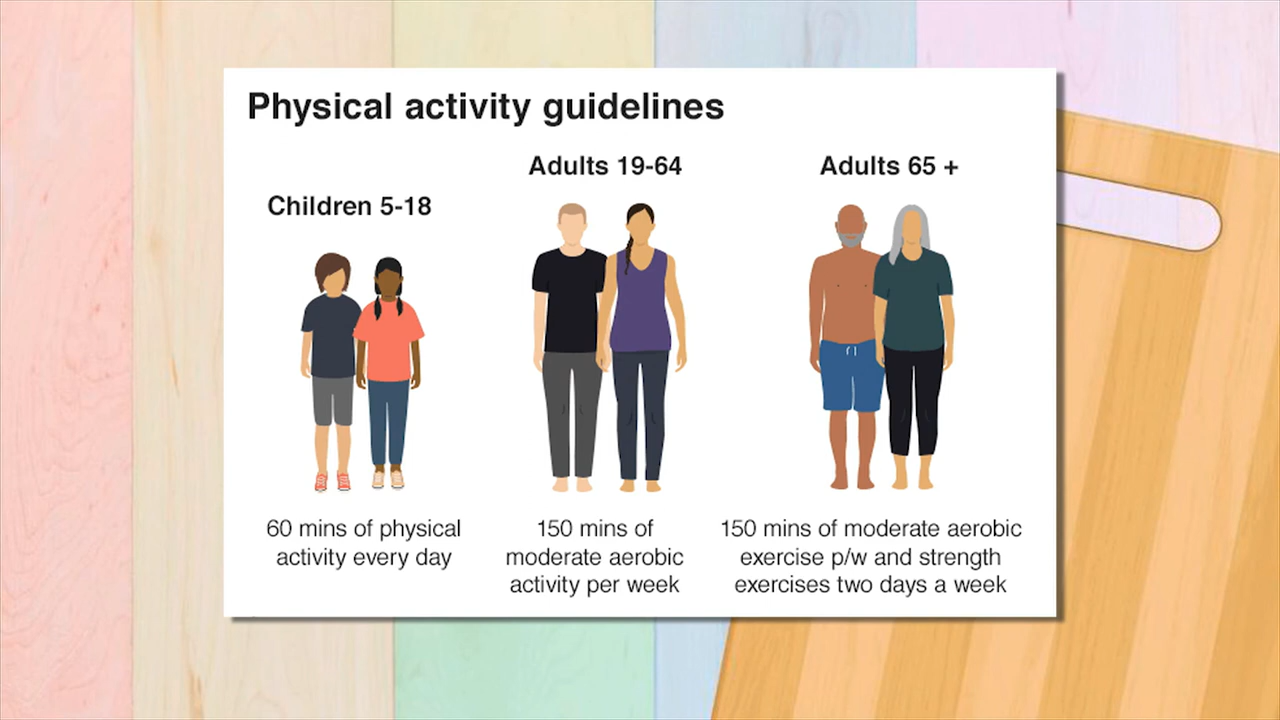 Physical activity guidelines
Children 5-18
60 mins of physical
activity every day
Adults 19-64
150 mins of
moderate aerobic
activity per week
Adults 65 +
150 mins of moderate aerobic
exercise p/w and strength
exercises two days a week